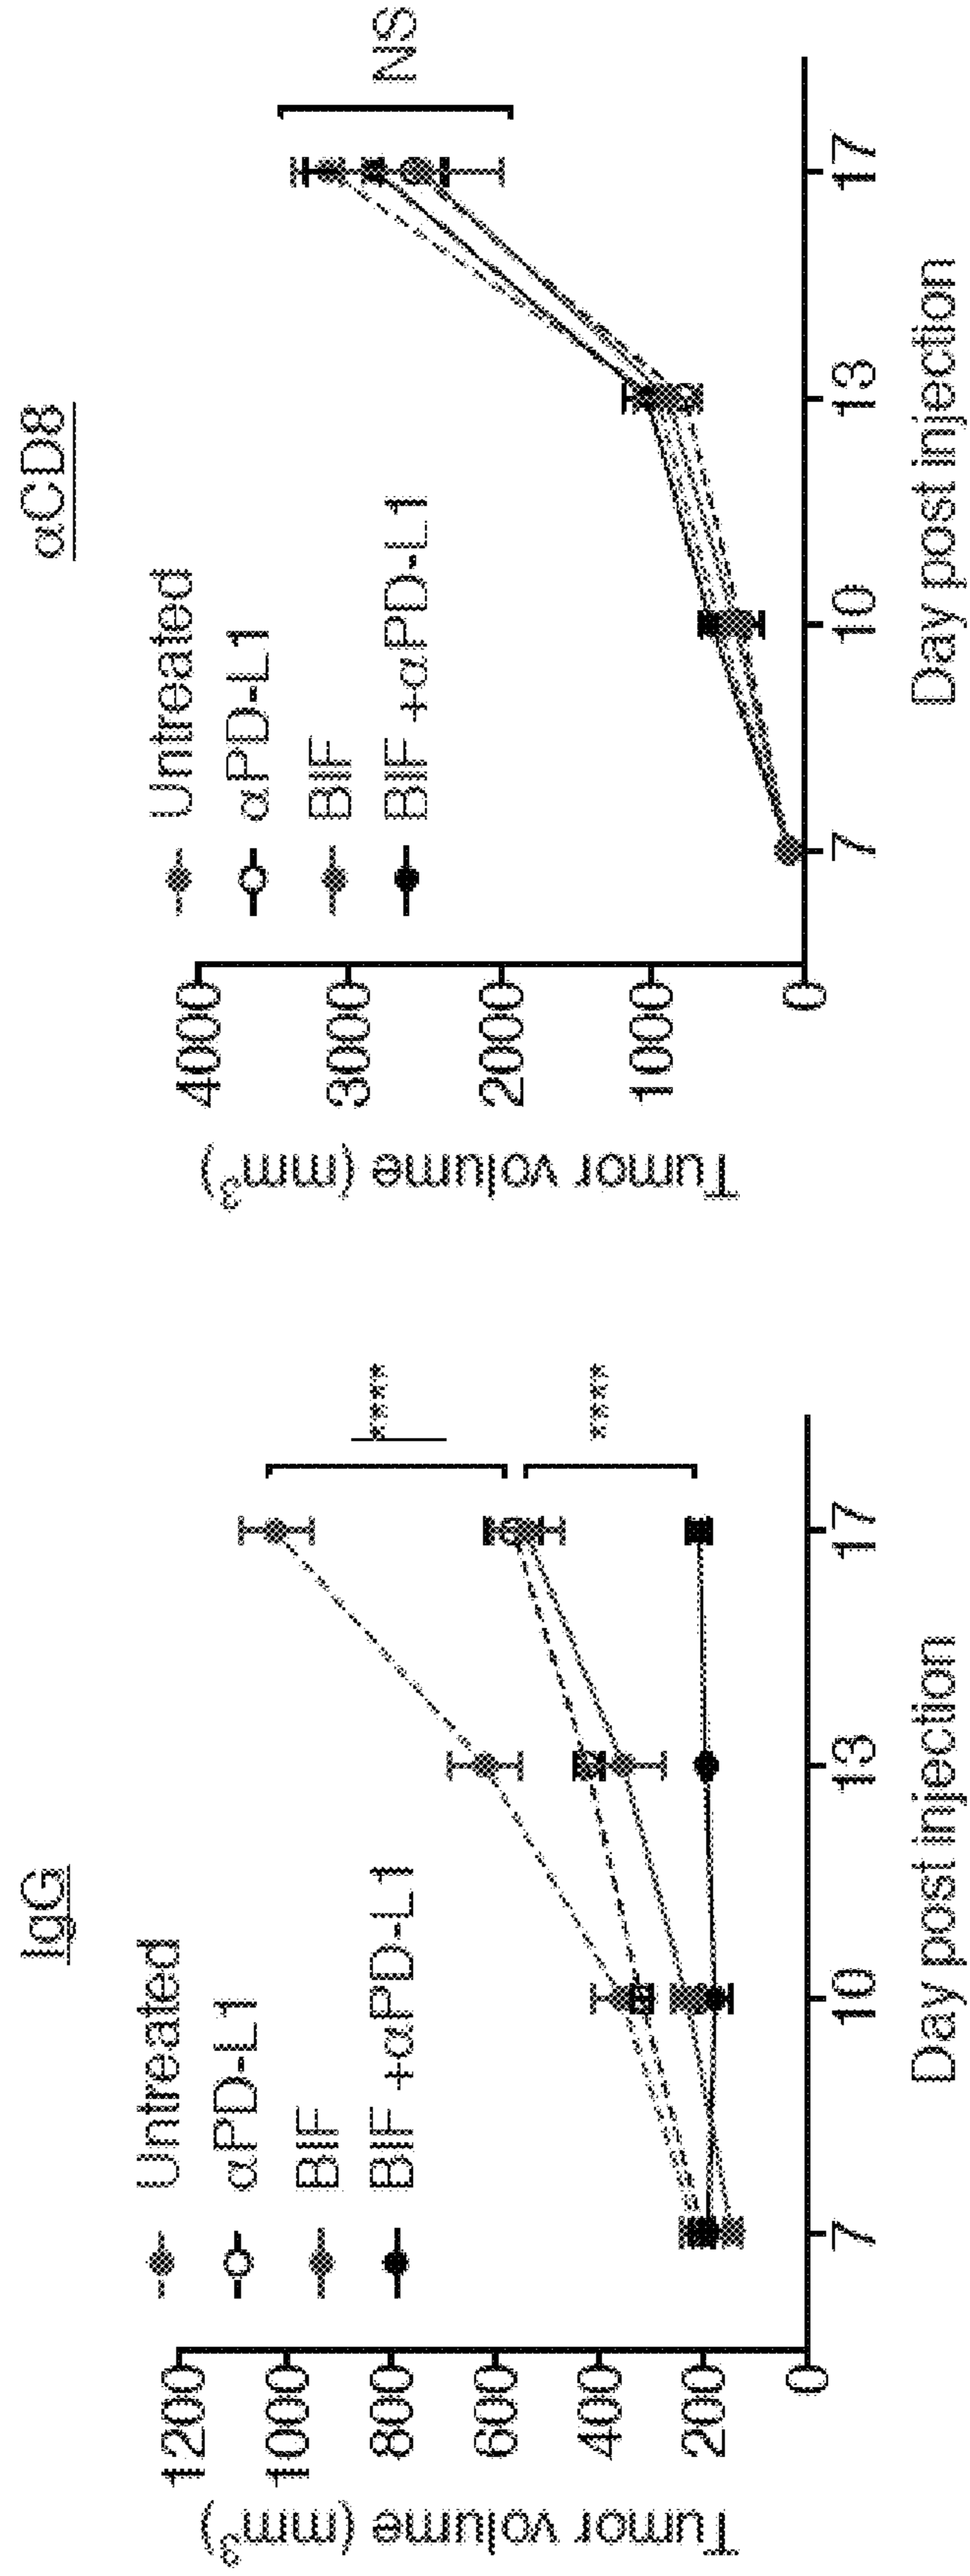 IgG
Untreated
αPD-L1
BIF
BIF +αPD-L1
Tumor volume (mm³)
1200
1000
800
600
400
200
0
7
10
13
17
Day post injection
****
****
αCD8
Untreated
αPD-L1
BIF
BIF +αPD-L1
Tumor volume (mm³)
4000
3000
2000
1000
0
7
10
13
17
Day post injection
NS